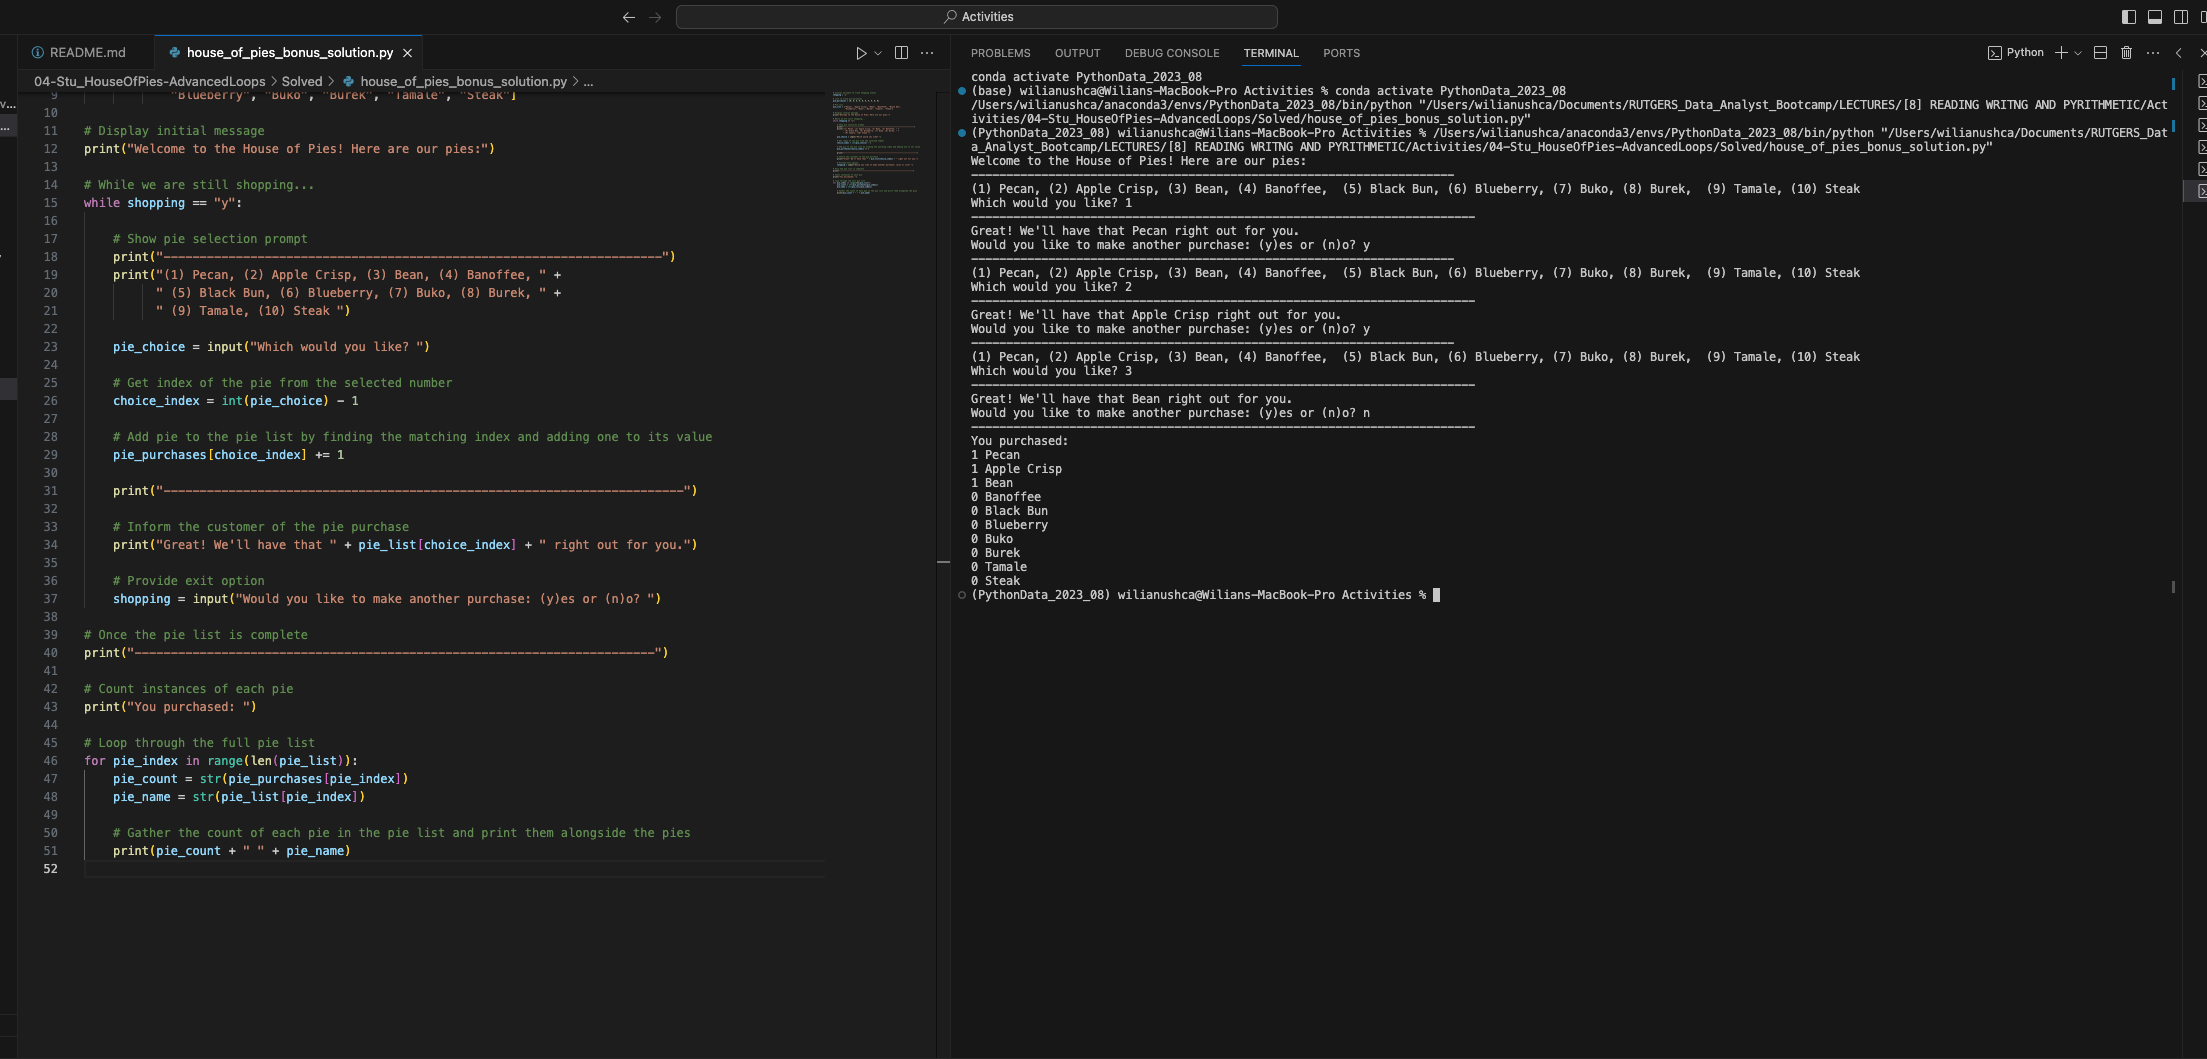 Activities
README.md
house_of_pies_bonus_solution.py
04-Stu_HouseOfPies-AdvancedLoops > Solved > house_of_pies_bonus_solution.py > ...
9 "Blueberry", "Buko", "Burek", "Tamale", "Steak"]
10
11 # Display initial message
12 print("Welcome to the House of Pies! Here are our pies:")
13
14 # While we are still shopping...
15 while shopping == "y":
16
17 # Show pie selection prompt
18 print("---------------------------------------------------------------------")
19 print("(1) Pecan, (2) Apple Crisp, (3) Bean, (4) Banoffee, " +
20 " (5) Black Bun, (6) Blueberry, (7) Buko, (8) Burek, " +
21 " (9) Tamale, (10) Steak ")
22
23 pie_choice = input("Which would you like? ")
24
25 # Get index of the pie from the selected number
26 choice_index = int(pie_choice) - 1
27
28 # Add pie to the pie list by finding the matching index and adding one to its value
29 pie_purchases[choice_index] += 1
30
31 print("------------------------------------------------------------------------")
32
33 # Inform the customer of the pie purchase
34 print("Great! We'll have that " + pie_list[choice_index] + " right out for you.")
35
36 # Provide exit option
37 shopping = input("Would you like to make another purchase: (y)es or (n)o? ")
38
39 # Once the pie list is complete
40 print("------------------------------------------------------------------------")
41
42 # Count instances of each pie
43 print("You purchased: ")
44
45 # Loop through the full pie list
46 for pie_index in range(len(pie_list)):
47 pie_count = str(pie_purchases[pie_index])
48 pie_name = str(pie_list[pie_index])
49
50 # Gather the count of each pie in the pie list and print them alongside the pies
51 print(pie_count + " " + pie_name)
52
PROBLEMS OUTPUT DEBUG CONSOLE TERMINAL PORTS
Python
conda activate PythonData_2023_08
(base) wilianushca@Wilians-MacBook-Pro Activities % conda activate PythonData_2023_08
/Users/wilianushca/anaconda3/envs/PythonData_2023_08/bin/python "/Users/wilianushca/Documents/RUTGERS_Data_Analyst_Bootcamp/LECTURES/[8] READING WRITNG AND PYRITHMETIC/Act
ivities/04-Stu_HouseOfPies-AdvancedLoops/Solved/house_of_pies_bonus_solution.py"
(PythonData_2023_08) wilianushca@Wilians-MacBook-Pro Activities % /Users/wilianushca/anaconda3/envs/PythonData_2023_08/bin/python "/Users/wilianushca/Documents/RUTGERS_Dat
a_Analyst_Bootcamp/LECTURES/[8] READING WRITNG AND PYRITHMETIC/Activities/04-Stu_HouseOfPies-AdvancedLoops/Solved/house_of_pies_bonus_solution.py"
Welcome to the House of Pies! Here are our pies:
---------------------------------------------------------------------
(1) Pecan, (2) Apple Crisp, (3) Bean, (4) Banoffee,  (5) Black Bun, (6) Blueberry, (7) Buko, (8) Burek,  (9) Tamale, (10) Steak
Which would you like? 1
------------------------------------------------------------------------
Great! We'll have that Pecan right out for you.
Would you like to make another purchase: (y)es or (n)o? y
---------------------------------------------------------------------
(1) Pecan, (2) Apple Crisp, (3) Bean, (4) Banoffee,  (5) Black Bun, (6) Blueberry, (7) Buko, (8) Burek,  (9) Tamale, (10) Steak
Which would you like? 2
------------------------------------------------------------------------
Great! We'll have that Apple Crisp right out for you.
Would you like to make another purchase: (y)es or (n)o? y
---------------------------------------------------------------------
(1) Pecan, (2) Apple Crisp, (3) Bean, (4) Banoffee,  (5) Black Bun, (6) Blueberry, (7) Buko, (8) Burek,  (9) Tamale, (10) Steak
Which would you like? 3
------------------------------------------------------------------------
Great! We'll have that Bean right out for you.
Would you like to make another purchase: (y)es or (n)o? n
------------------------------------------------------------------------
You purchased:
1 Pecan
1 Apple Crisp
1 Bean
0 Banoffee
0 Black Bun
0 Blueberry
0 Buko
0 Burek
0 Tamale
0 Steak
(PythonData_2023_08) wilianushca@Wilians-MacBook-Pro Activities %